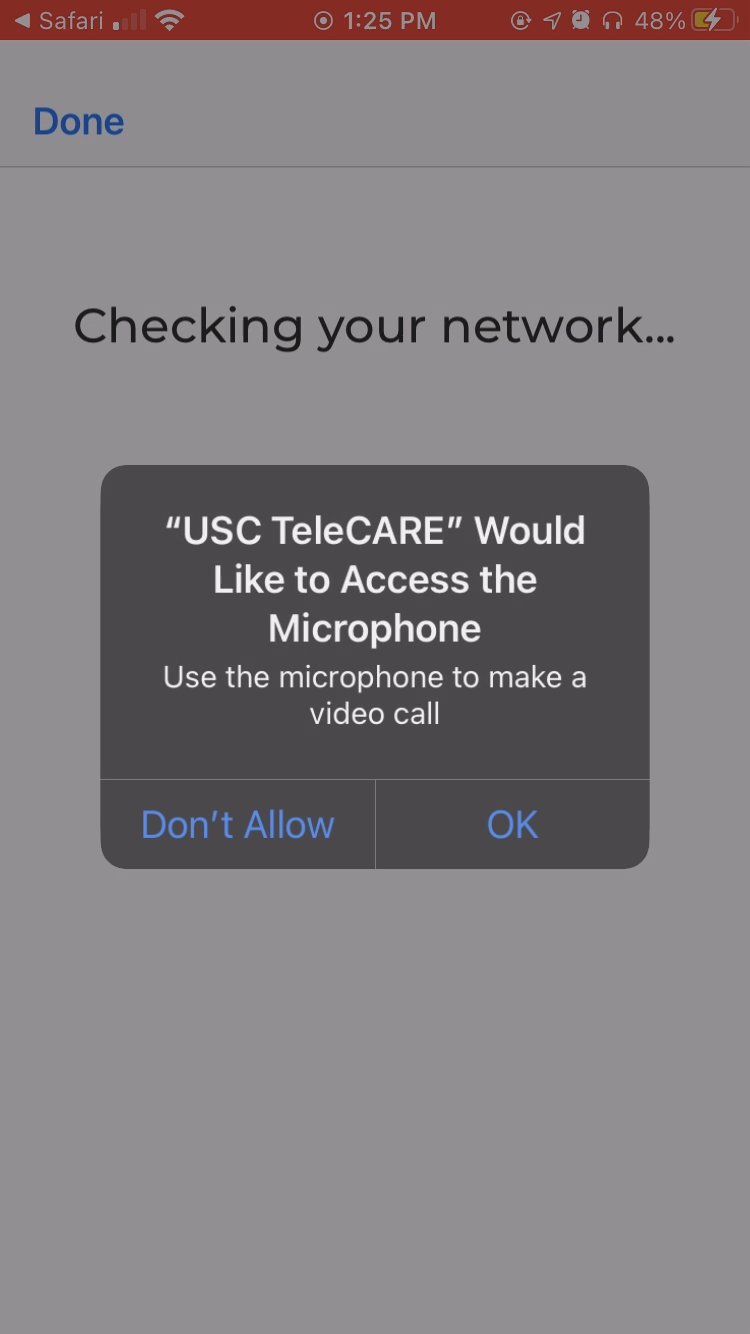 Safari 1:25 PM 48%
Done
Checking your network...
“USC TeleCARE” Would
Like to Access the
Microphone
Use the microphone to make a
video call
Don’t Allow OK